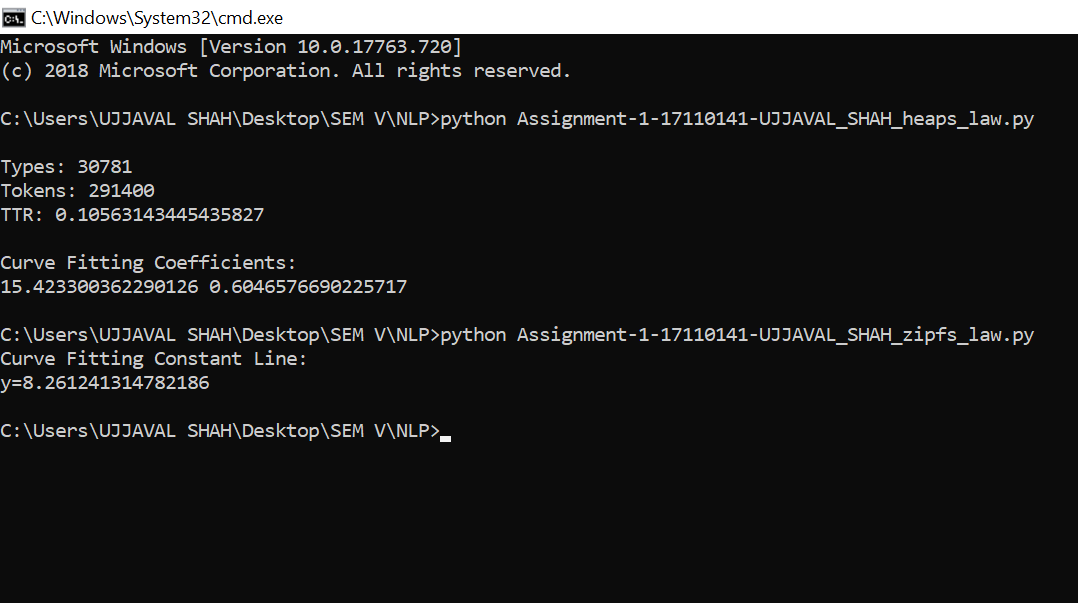 C:\Windows\System32\cmd.exe
Microsoft Windows [Version 10.0.17763.720]
(c) 2018 Microsoft Corporation. All rights reserved.
C:\Users\UJJAVAL SHAH\Desktop\SEM V\NLP>python Assignment-1-17110141-UJJAVAL_SHAH_heaps_law.py
Types: 30781
Tokens: 291400
TTR: 0.10563143445435827
Curve Fitting Coefficients:
15.423300362290126 0.6046576690225717
C:\Users\UJJAVAL SHAH\Desktop\SEM V\NLP>python Assignment-1-17110141-UJJAVAL_SHAH_zipfs_law.py
Curve Fitting Constant Line:
y=8.261241314782186
C:\Users\UJJAVAL SHAH\Desktop\SEM V\NLP>